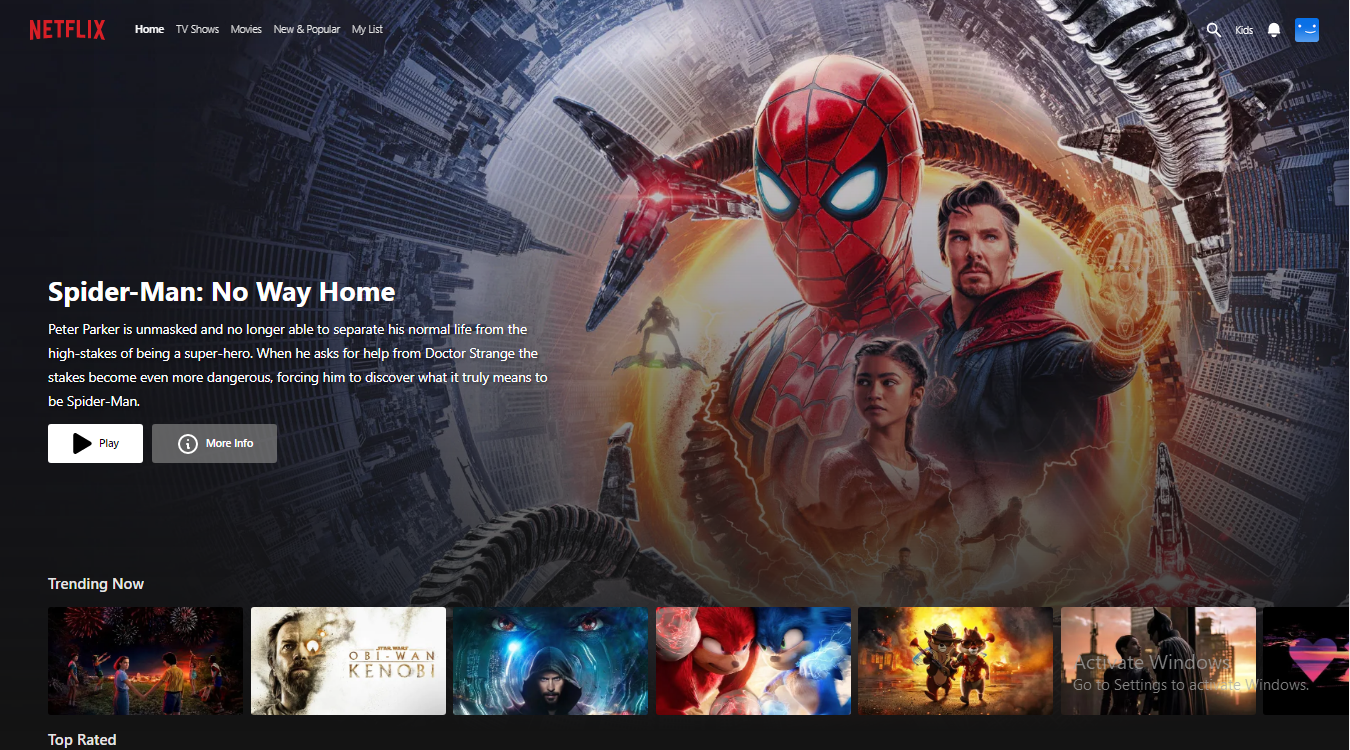 NETFLIX
Home TV Shows Movies New & Popular My List
Kids
Spider-Man: No Way Home
Peter Parker is unmasked and no longer able to separate his normal life from the
high-stakes of being a super-hero. When he asks for help from Doctor Strange the
stakes become even more dangerous, forcing him to discover what it truly means to
be Spider-Man.
Play
More Info
Trending Now
STAR WARS
OBI-WAN
KENOBI
Activate Windows
Go to Settings to activate Windows.
Top Rated